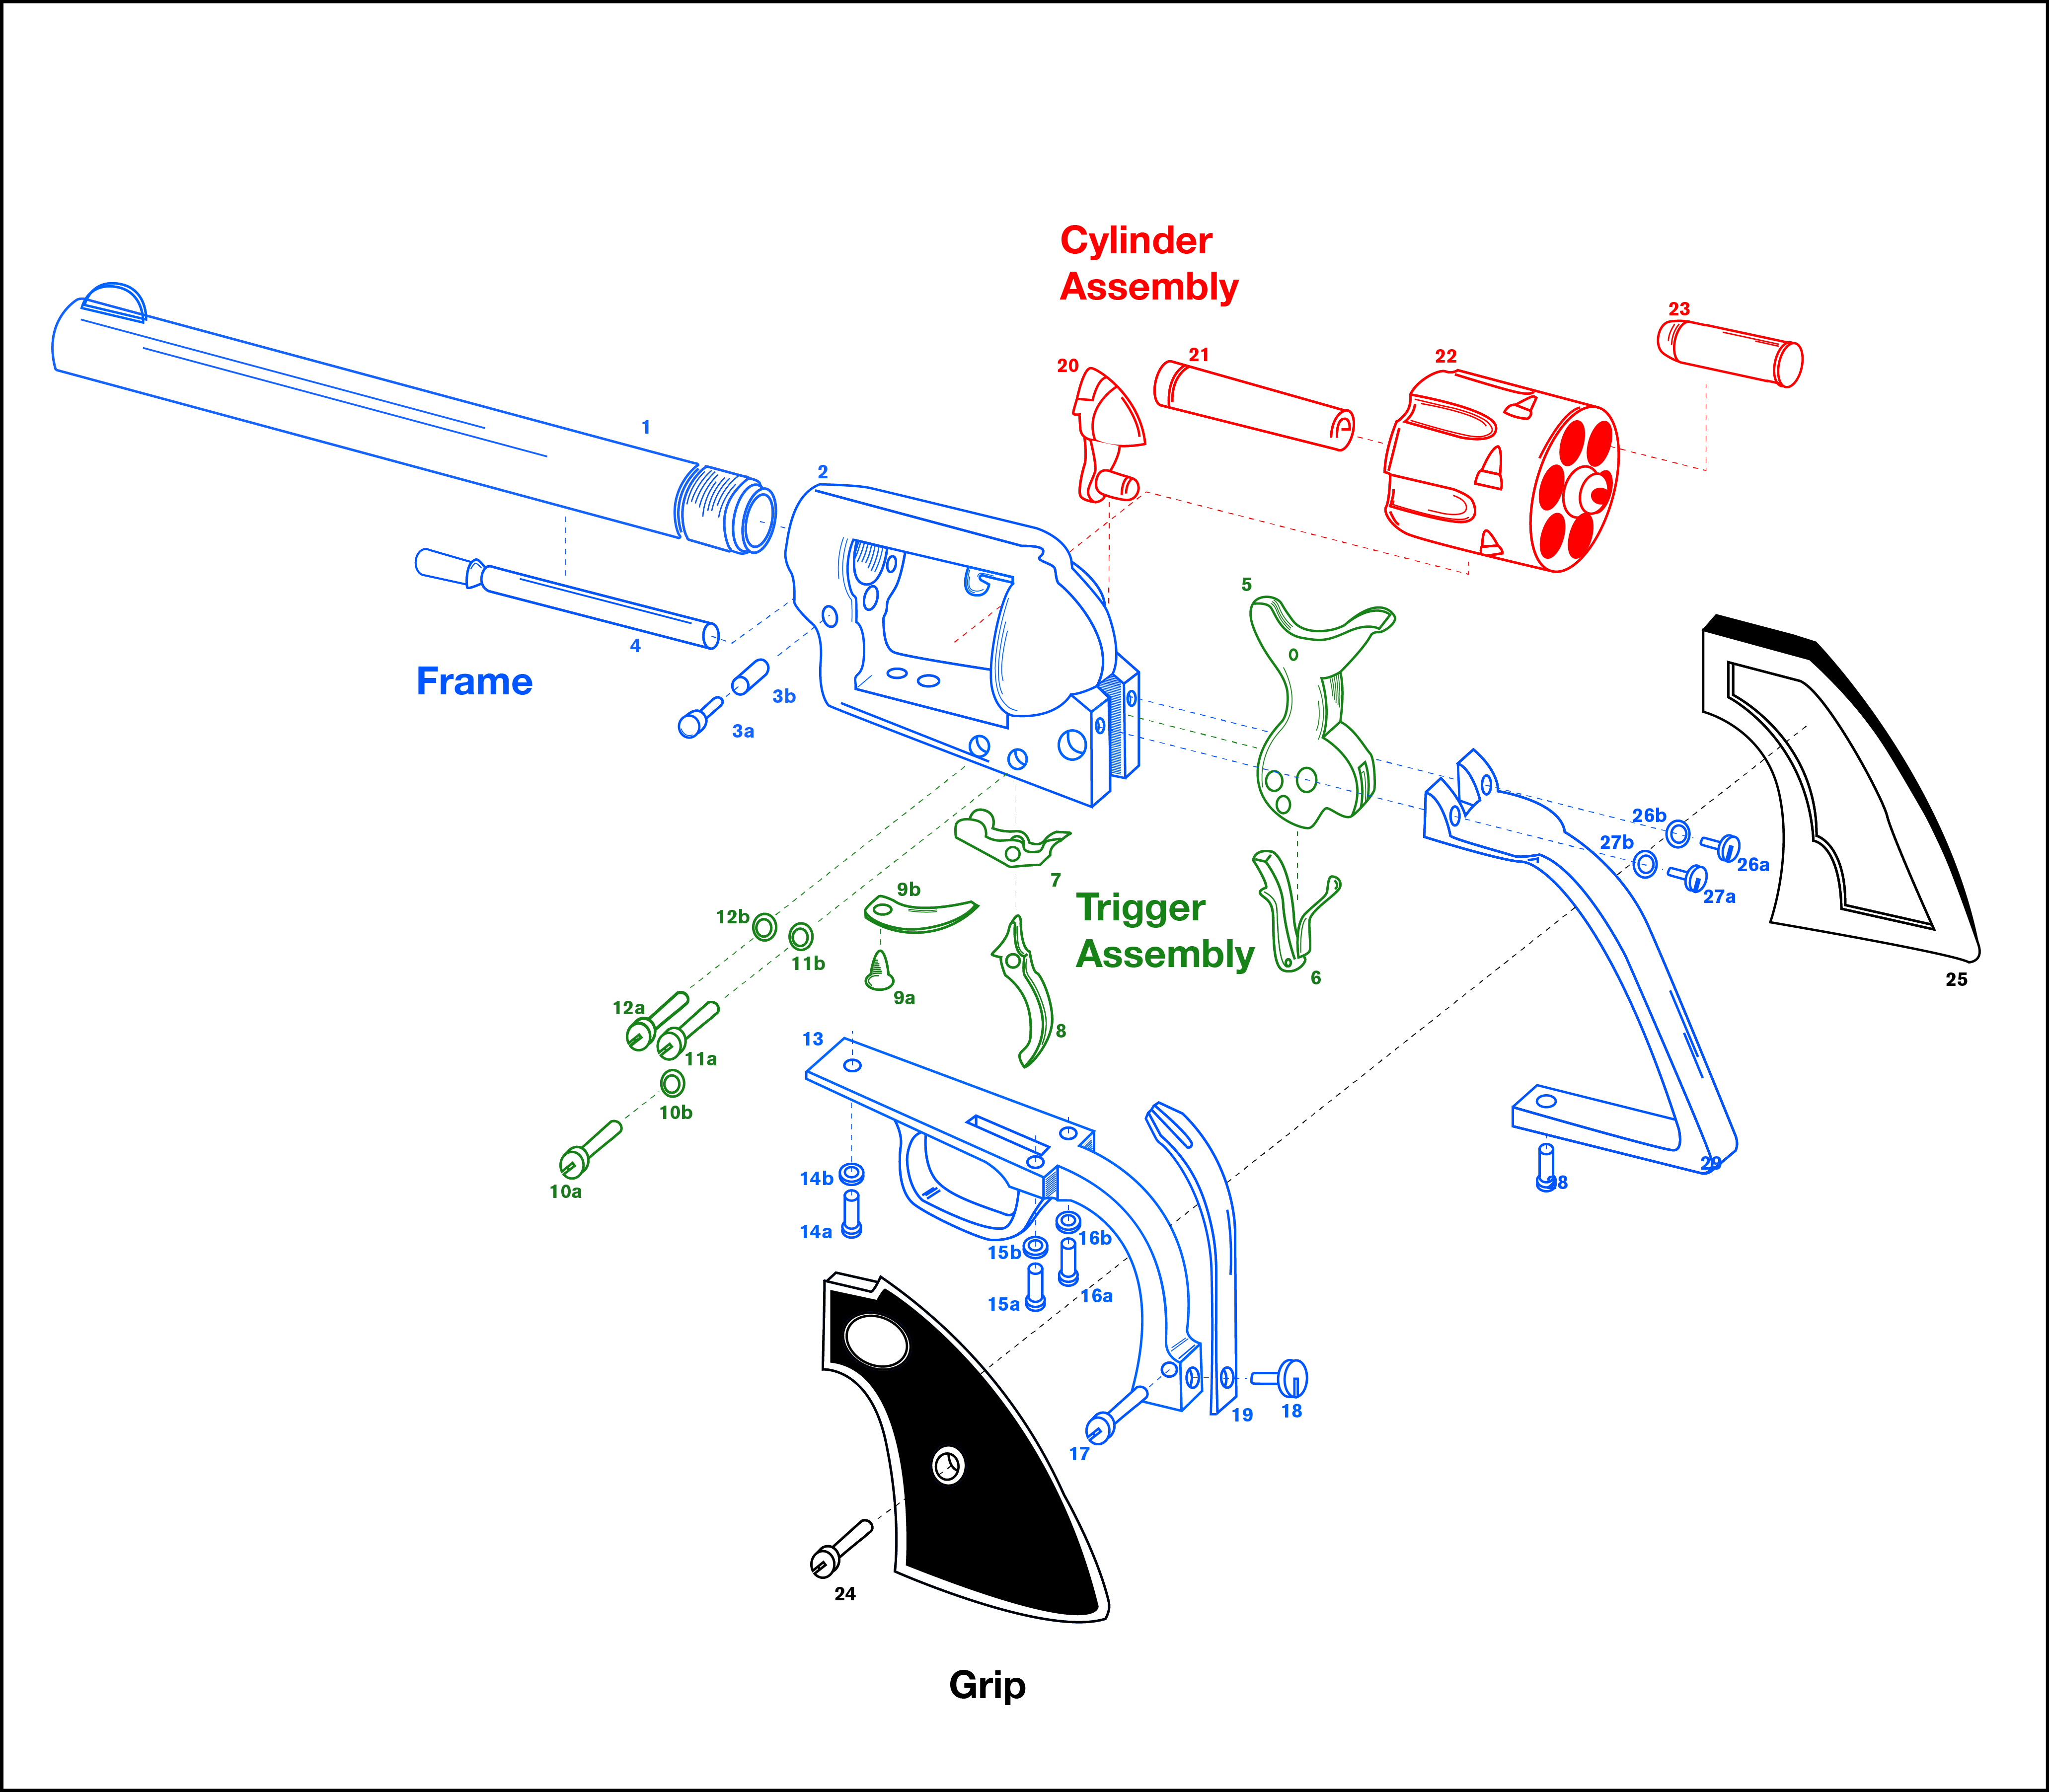 Cylinder
Assembly
23
20
21
22
1
2
5
4
Frame
3b
3a
26b
27b
26a
27a
7
9b
Trigger
Assembly
12b
11b
6
25
9a
12a
8
13
11a
10b
29
14b
28
10a
14a
16b
15b
16a
15a
19
18
17
24
Grip